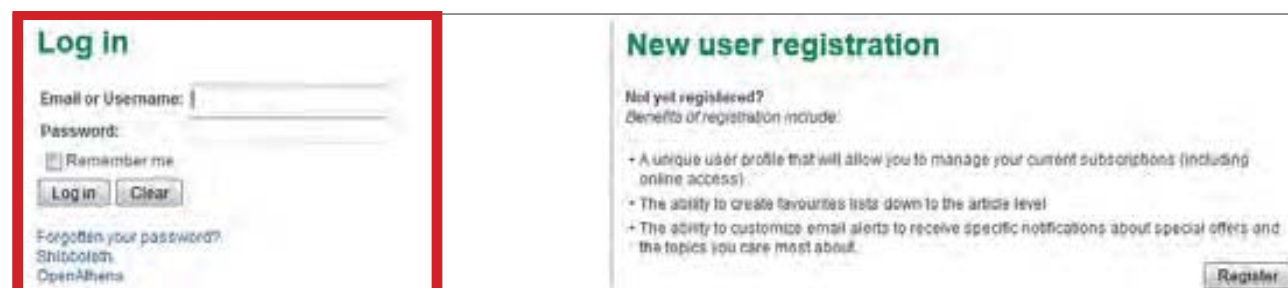 Log in
Email or Username:
Password:
Remember me
Log in Clear
Forgotten your password?
Shibboleth
OpenAthens
New user registration
Not yet registered?
Benefits of registration include:
• A unique user profile that will allow you to manage your current subscriptions (including
online access)
• The ability to create favourites lists down to the article level
• The ability to customize email alerts to receive specific notifications about special offers and
the topics you care most about.
Register